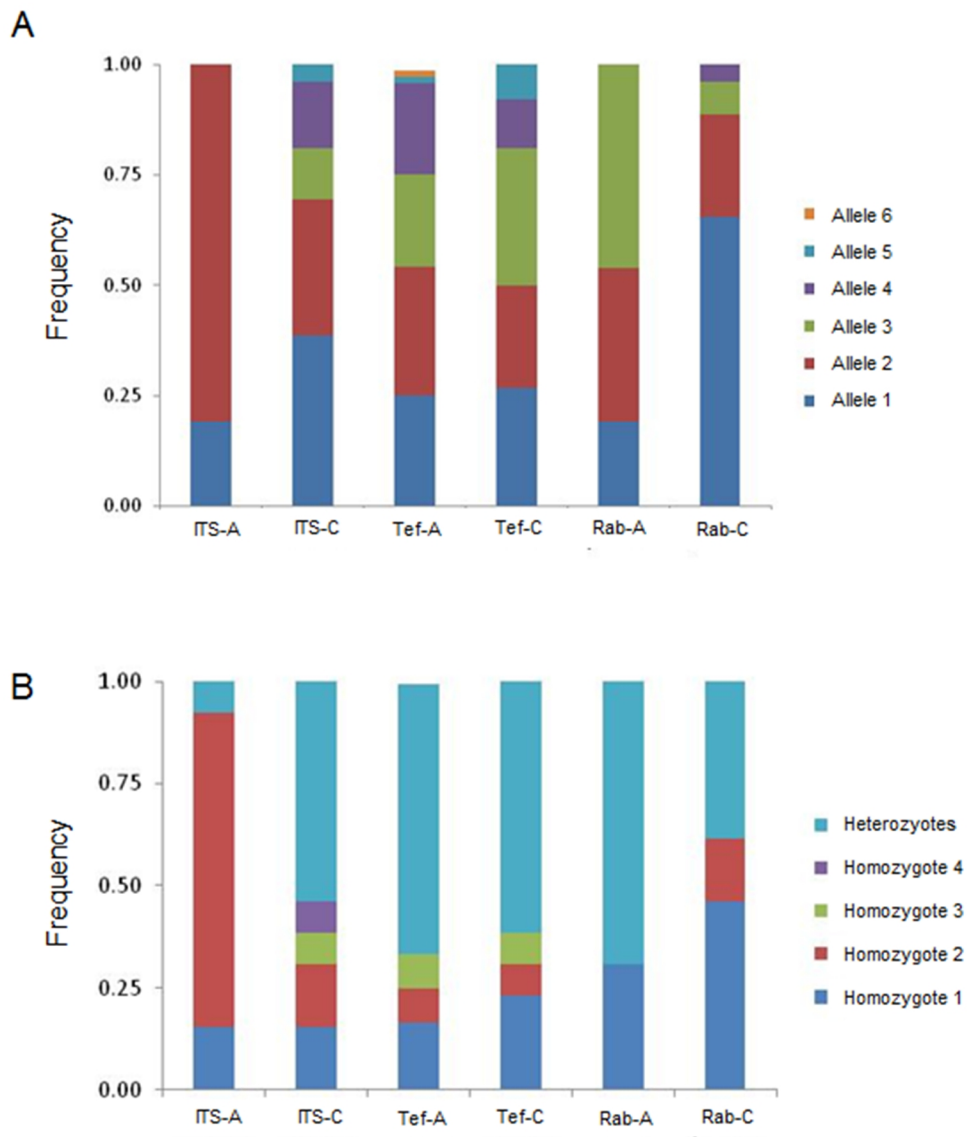 A
Frequency
1.00
0.75
0.50
0.25
0.00
ITS-A ITS-C Tef-A Tef-C Rab-A Rab-C
Allele 6
Allele 5
Allele 4
Allele 3
Allele 2
Allele 1
B
Frequency
1.00
0.75
0.50
0.25
0.00
ITS-A ITS-C Tef-A Tef-C Rab-A Rab-C
Heterozyotes
Homozygote 4
Homozygote 3
Homozygote 2
Homozygote 1